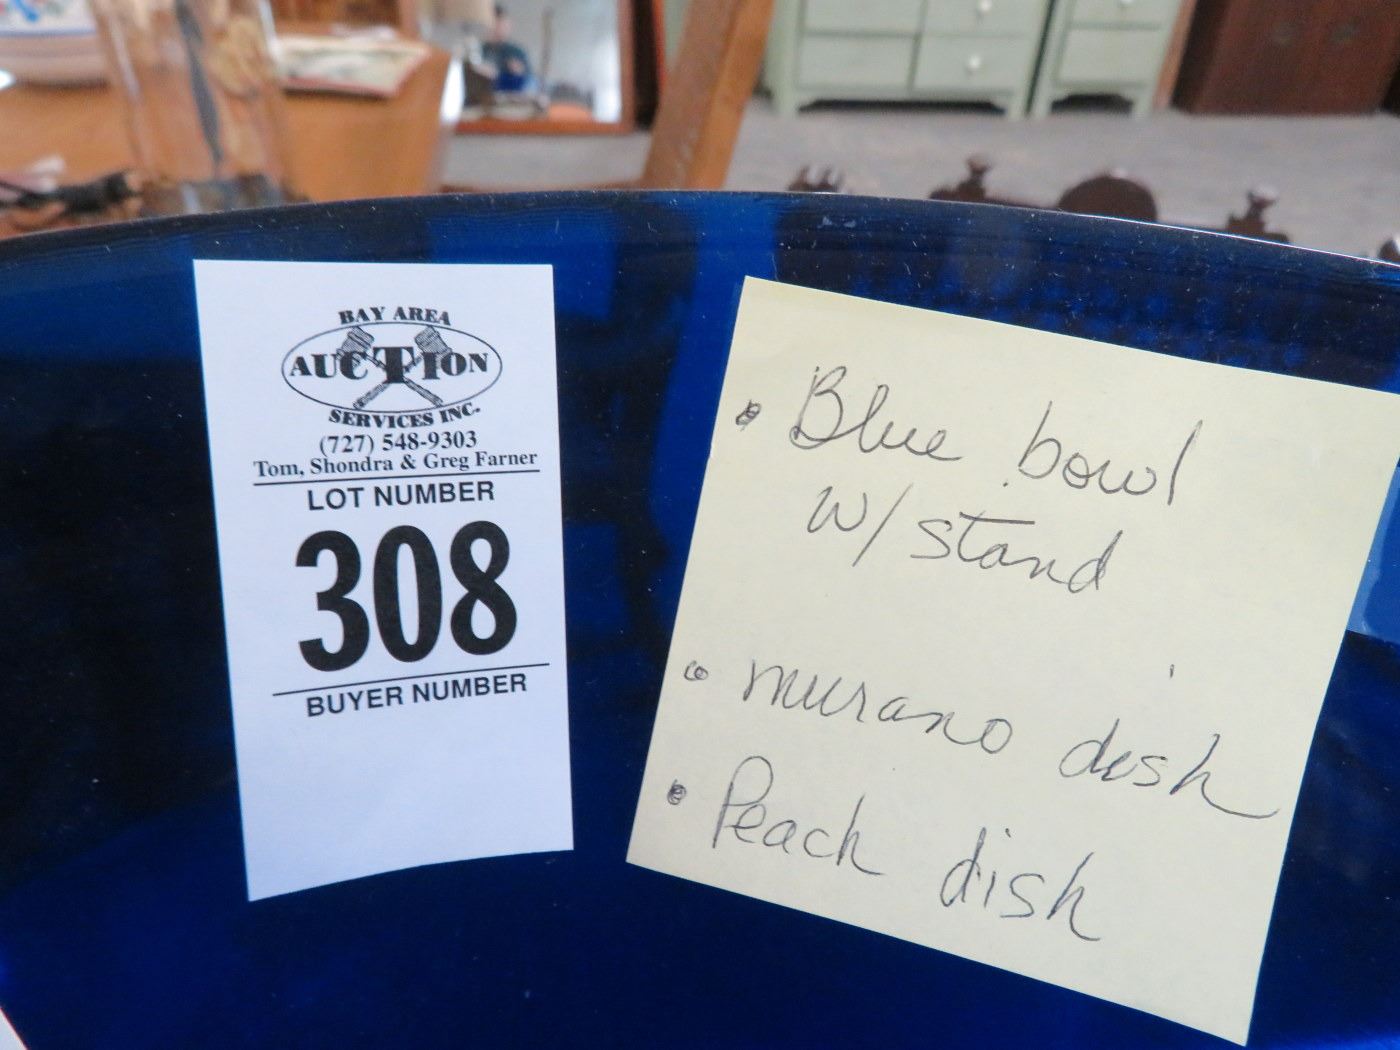 BAY AREA
AUCTION
SERVICES INC.
(727) 548-9303
Tom, Shondra & Greg Farner
LOT NUMBER
308
BUYER NUMBER
• Blue bowl
w/ stand
• murano dish
• Peach dish